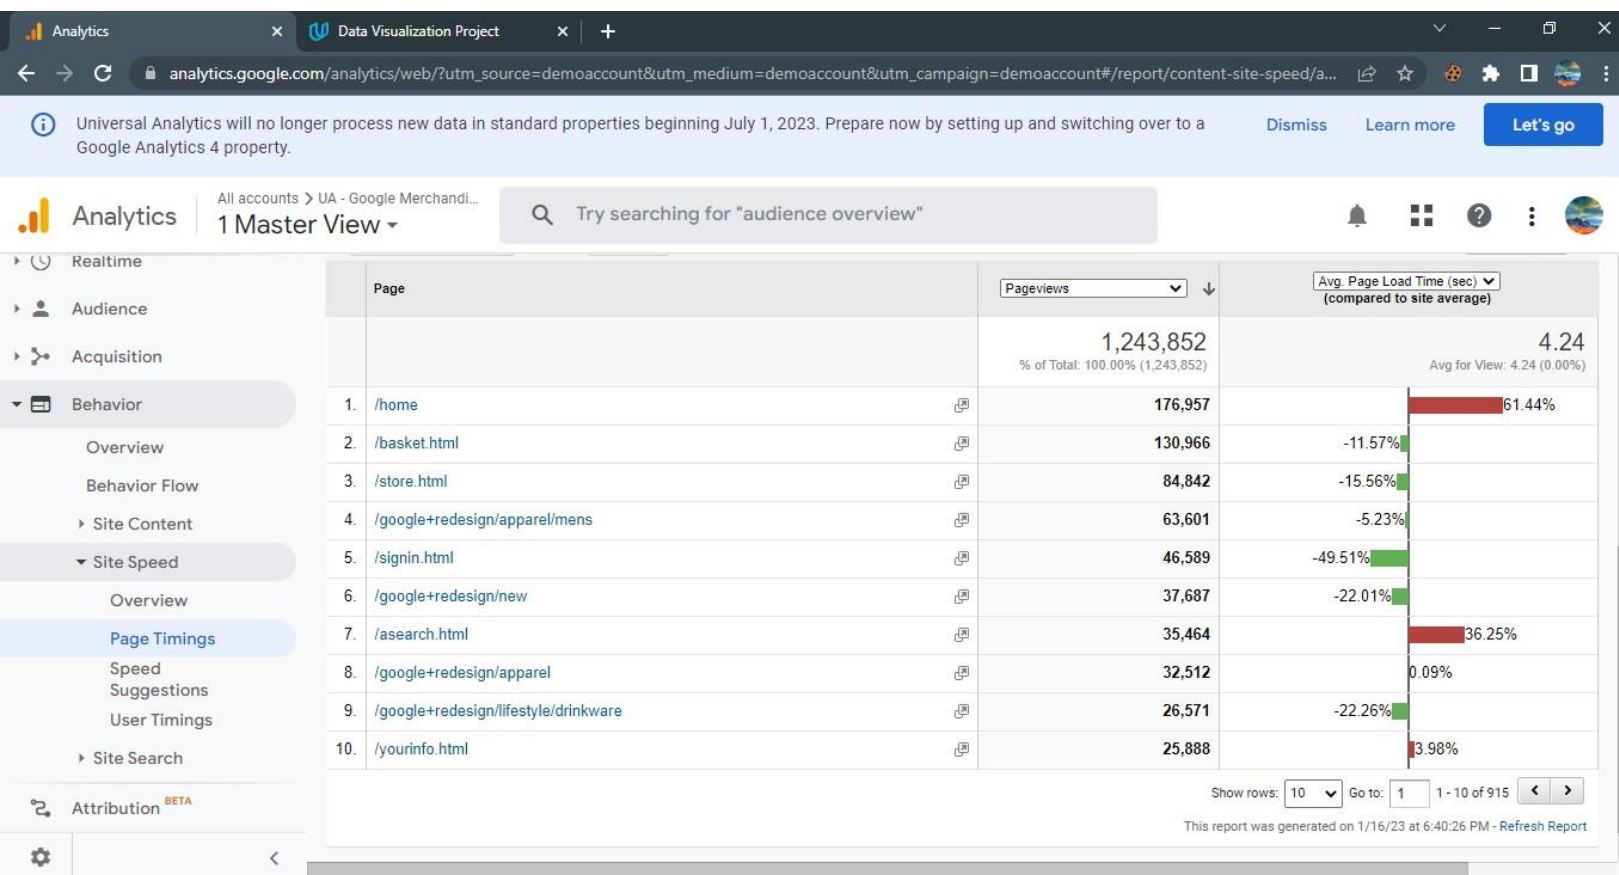 Analytics
Data Visualization Project
analytics.google.com/analytics/web/?utm_source=demoaccount&utm_medium=demoaccount&utm_campaign=demoaccount#/report/content-site-speed/a...
Universal Analytics will no longer process new data in standard properties beginning July 1, 2023. Prepare now by setting up and switching over to a
Google Analytics 4 property.
Dismiss
Learn more
Let's go
Analytics
All accounts > UA - Google Merchandi...
1 Master View
Try searching for "audience overview"
Realtime
Audience
Acquisition
Behavior
Overview
Behavior Flow
Site Content
Site Speed
Overview
Page Timings
Speed
Suggestions
User Timings
Site Search
Attribution BETA
Page
Pageviews
Avg. Page Load Time (sec)
(compared to site average)
1,243,852
% of Total: 100.00% (1,243,852)
4.24
Avg for View: 4.24 (0.00%)
1. /home 176,957 61.44%
2. /basket.html 130,966 -11.57%
3. /store.html 84,842 -15.56%
4. /google+redesign/apparel/mens 63,601 -5.23%
5. /signin.html 46,589 -49.51%
6. /google+redesign/new 37,687 -22.01%
7. /asearch.html 35,464 36.25%
8. /google+redesign/apparel 32,512 0.09%
9. /google+redesign/lifestyle/drinkware 26,571 -22.26%
10. /yourinfo.html 25,888 3.98%
Show rows: 10 Go to: 1 1 - 10 of 915
This report was generated on 1/16/23 at 6:40:26 PM - Refresh Report